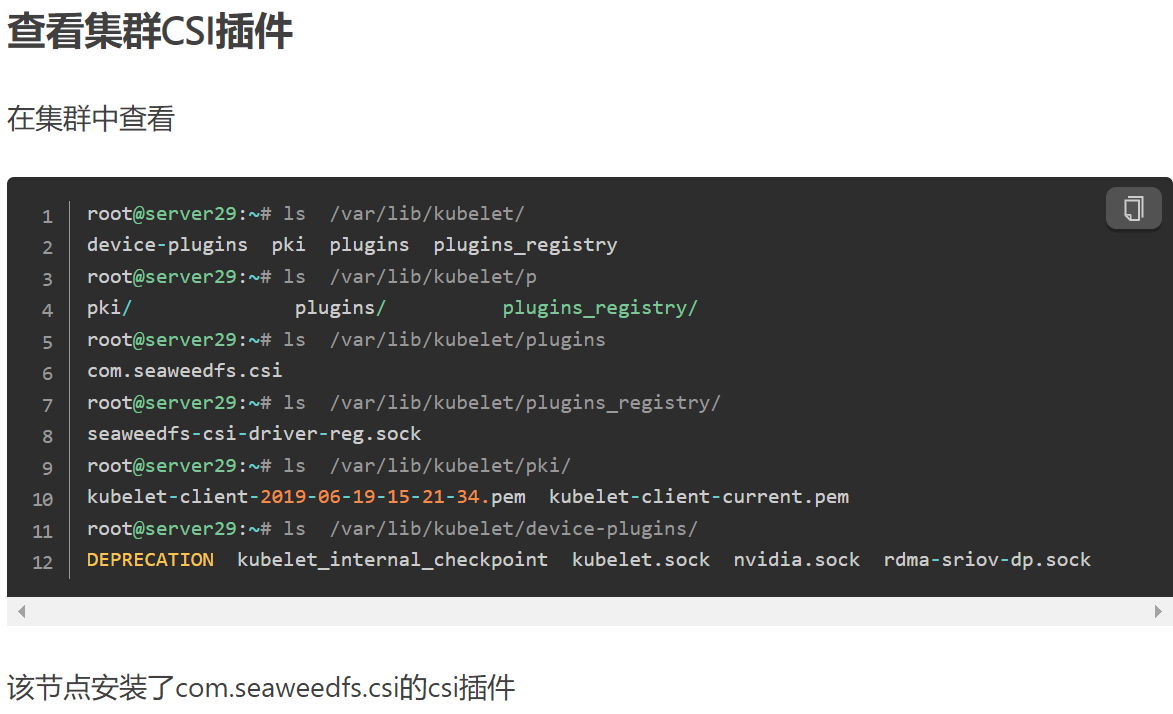 查看集群CSI插件
在集群中查看
1 root@server29:~# ls  /var/lib/kubelet/
2 device-plugins  pki  plugins  plugins_registry
3 root@server29:~# ls  /var/lib/kubelet/p
4 pki/              plugins/          plugins_registry/
5 root@server29:~# ls  /var/lib/kubelet/plugins
6 com.seaweedfs.csi
7 root@server29:~# ls  /var/lib/kubelet/plugins_registry/
8 seaweedfs-csi-driver-reg.sock
9 root@server29:~# ls  /var/lib/kubelet/pki/
10 kubelet-client-2019-06-19-15-21-34.pem  kubelet-client-current.pem
11 root@server29:~# ls  /var/lib/kubelet/device-plugins/
12 DEPRECATION  kubelet_internal_checkpoint  kubelet.sock  nvidia.sock  rdma-sriov-dp.sock
该节点安装了com.seaweedfs.csi的csi插件